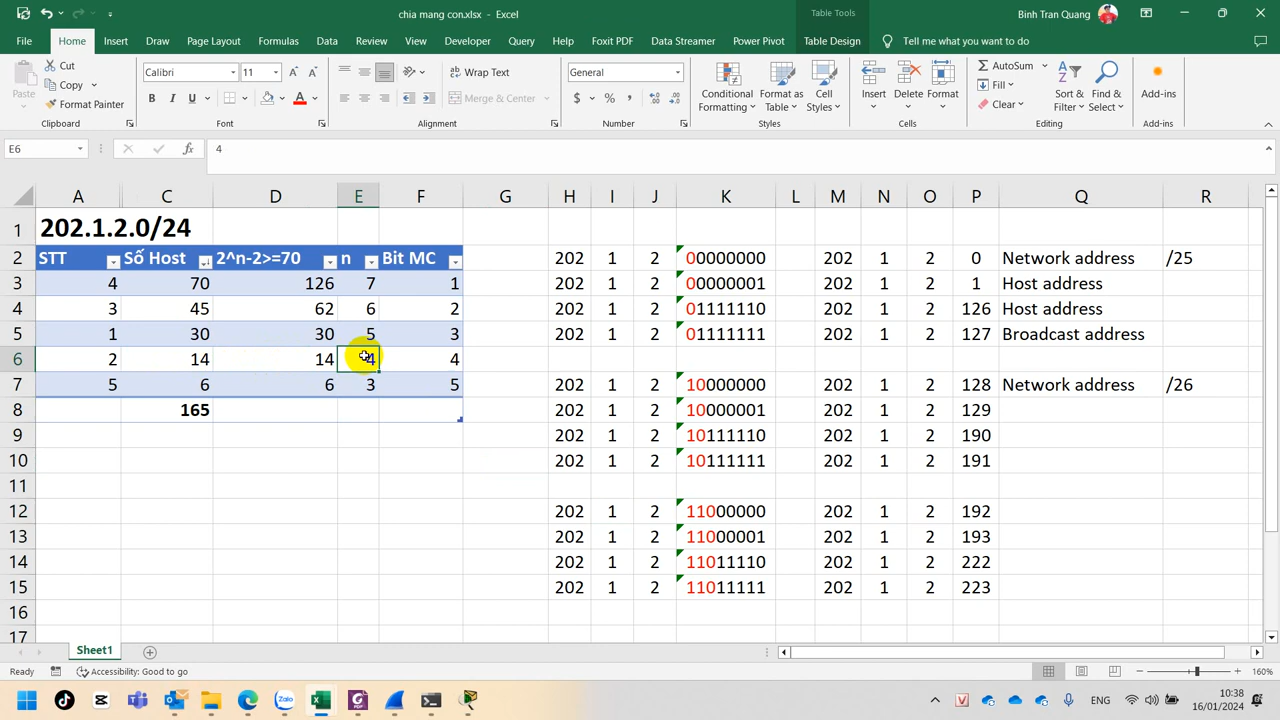 chia mang con.xlsx - Excel
Table Tools
Binh Tran Quang
File Home Insert Draw Page Layout Formulas Data Review View Developer Query Help Foxit PDF Data Streamer Power Pivot Table Design Tell me what you want to do
Paste
Cut
Copy
Format Painter
Clipboard
Calibri 11
B I U
Font
Wrap Text
Merge & Center
Alignment
General
$ % ,
Number
Conditional Formatting
Format as Table
Cell Styles
Styles
Insert
Delete
Format
Cells
AutoSum
Fill
Clear
Sort & Filter
Find & Select
Editing
Add-ins
Add-ins
E6 fx 4
A C D E F G H I J K L M N O P Q R
1 202.1.2.0/24
2 STT Số Host 2^n-2>=70 n Bit MC 202 1 2 00000000 202 1 2 0 Network address /25
3 4 70 126 7 1 202 1 2 00000001 202 1 2 1 Host address
4 3 45 62 6 2 202 1 2 01111110 202 1 2 126 Host address
5 1 30 30 5 3 202 1 2 01111111 202 1 2 127 Broadcast address
6 2 14 14 4 4
7 5 6 6 3 5 202 1 2 10000000 202 1 2 128 Network address /26
8 165 202 1 2 10000001 202 1 2 129
9 202 1 2 10111110 202 1 2 190
10 202 1 2 10111111 202 1 2 191
11
12 202 1 2 11000000 202 1 2 192
13 202 1 2 11000001 202 1 2 193
14 202 1 2 11011110 202 1 2 222
15 202 1 2 11011111 202 1 2 223
16
17
Sheet1
Ready Accessibility: Good to go 160%
Zalo ENG 10:38
16/01/2024